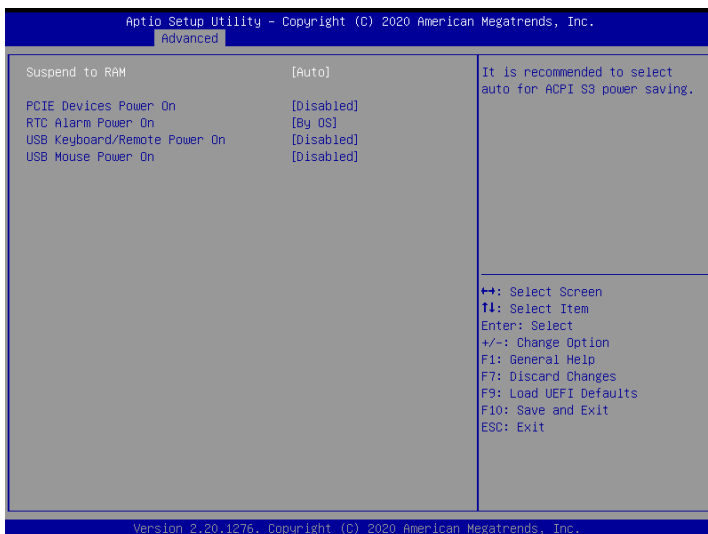 Aptio Setup Utility – Copyright (C) 2020 American Megatrends, Inc.
Advanced
Suspend to RAM [Auto]
PCIE Devices Power On [Disabled]
RTC Alarm Power On [By OS]
USB Keyboard/Remote Power On [Disabled]
USB Mouse Power On [Disabled]
It is recommended to select
auto for ACPI S3 power saving.
↔: Select Screen
↑↓: Select Item
Enter: Select
+/-: Change Option
F1: General Help
F7: Discard Changes
F9: Load UEFI Defaults
F10: Save and Exit
ESC: Exit
Version 2.20.1276. Copyright (C) 2020 American Megatrends, Inc.